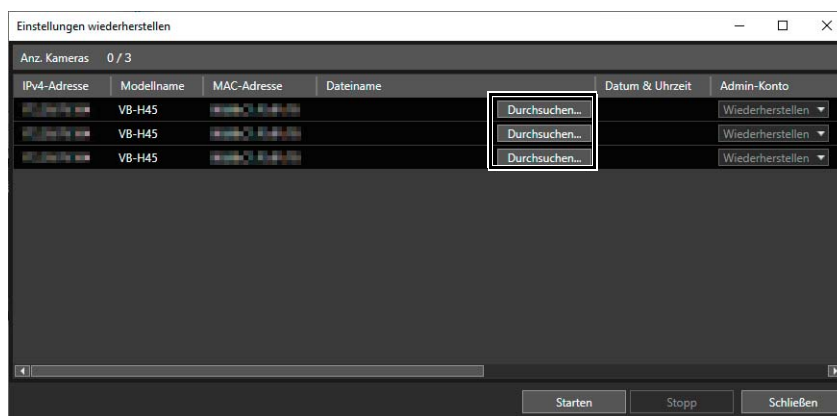 Einstellungen wiederherstellen
Anz. Kameras 0 / 3
IPv4-Adresse Modellname MAC-Adresse Dateiname Datum & Uhrzeit Admin-Konto
VB-H45 Durchsuchen... Wiederherstellen
VB-H45 Durchsuchen... Wiederherstellen
VB-H45 Durchsuchen... Wiederherstellen
Starten Stopp Schließen